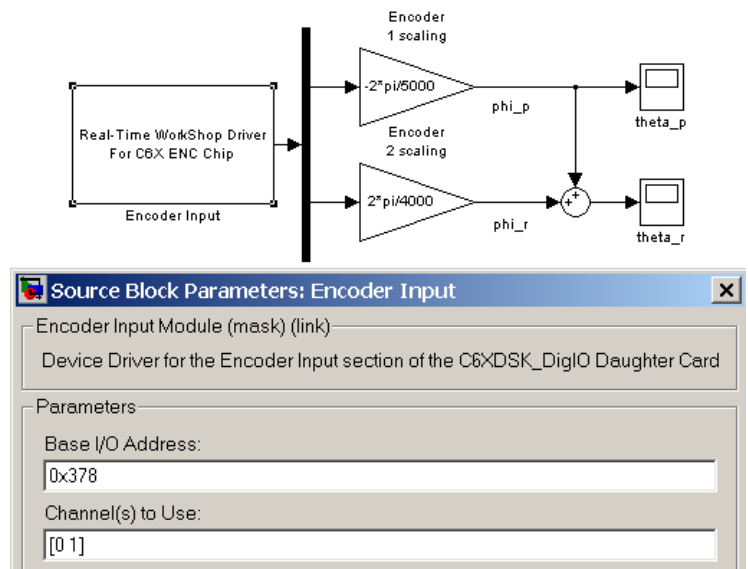 Encoder
1 scaling
-2*pi/5000
phi_p
theta_p
Real-Time WorkShop Driver
For C6X ENC Chip
Encoder Input
Encoder
2 scaling
2*pi/4000
phi_r
++
theta_r
Source Block Parameters: Encoder Input
Encoder Input Module (mask) (link)
Device Driver for the Encoder Input section of the C6XDSK_DigIO Daughter Card
Parameters
Base I/O Address:
0x378
Channel(s) to Use:
[0 1]